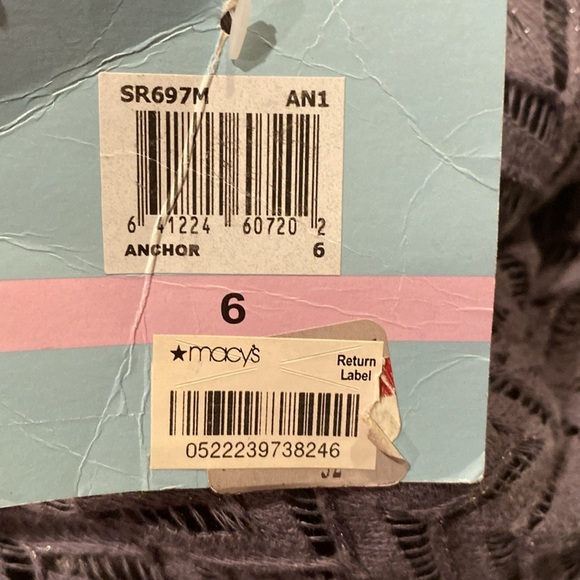 SR697M AN1
6 41224 60720 2
ANCHOR 6
6
★macy's
Return
Label
0522239738246